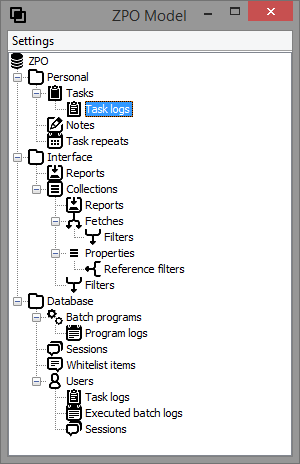 ZPO Model
Settings
ZPO
Personal
Tasks
Task logs
Notes
Task repeats
Interface
Reports
Collections
Reports
Fetches
Filters
Properties
Reference filters
Filters
Database
Batch programs
Program logs
Sessions
Whitelist items
Users
Task logs
Executed batch logs
Sessions